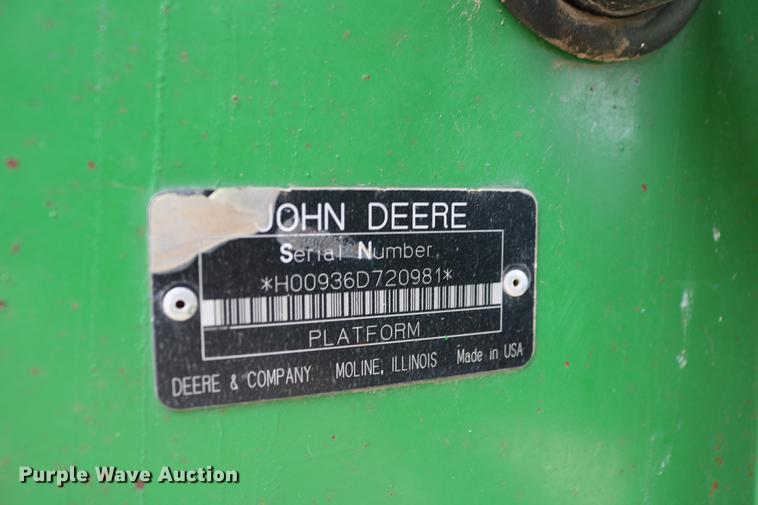 JOHN DEERE
Serial Number
*H00936D720981*
PLATFORM
DEERE & COMPANY MOLINE, ILLINOIS Made in USA
Purple Wave Auction